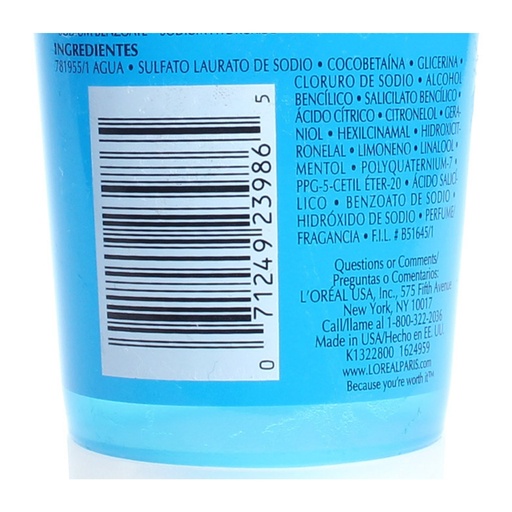 INGREDIENTES
781955/1 AGUA • SULFATO LAURATO DE SODIO • COCOBETAÍNA • GLICERINA •
CLORURO DE SODIO • ALCOHOL
BENCÍLICO • SALICILATO BENCÍLICO •
ÁCIDO CÍTRICO • CITRONELOL • GERA-
NIOL • HEXILCINAMAL • HIDROXICIT-
RONELAL • LIMONENO • LINALOOL •
MENTOL • POLYQUATERNIUM-7 •
PPG-5-CETIL ÉTER-20 • ÁCIDO SALICÍ-
LICO • BENZOATO DE SODIO •
HIDRÓXIDO DE SODIO • PERFUME/
FRAGANCIA • F.I.L. # B51645/1
0 71249 23986 5
Questions or Comments/
Preguntas o Comentarios:
L'ORÉAL USA, Inc., 575 Fifth Avenue
New York, NY 10017
Call/llame al 1-800-322-2036
Made in USA/Hecho en EE. UU.
K1322800 1624959
www.LOREALPARIS.com
Because you're worth it™